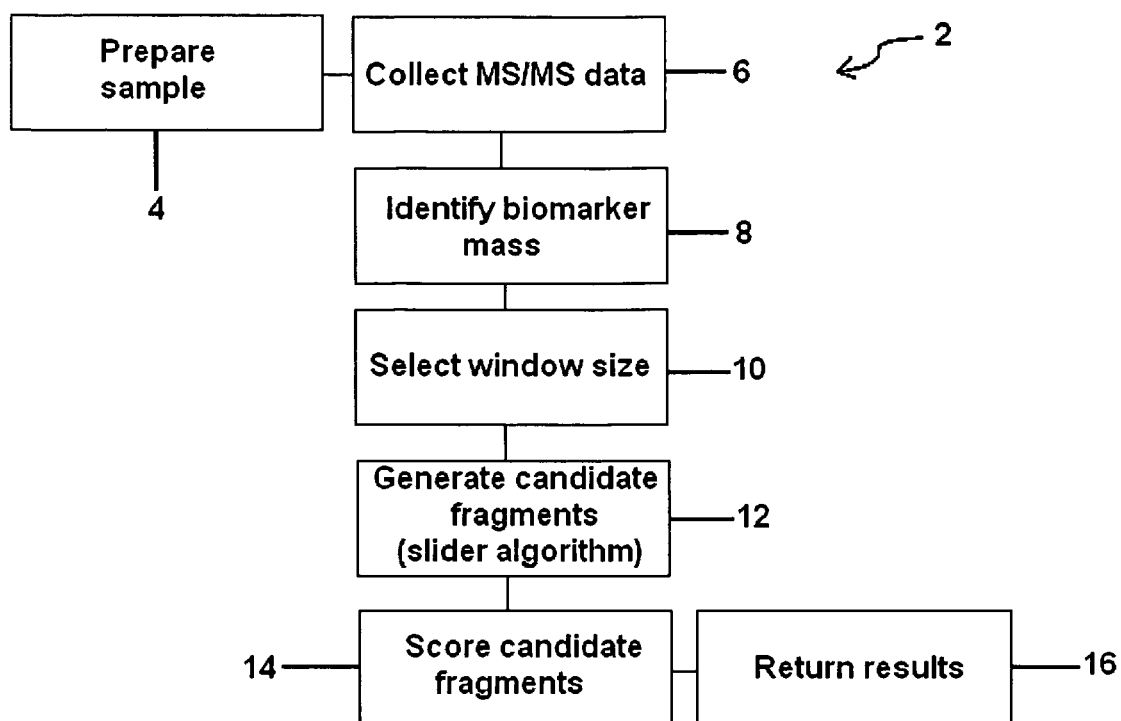 2
Prepare
sample
Collect MS/MS data
6
4
Identify biomarker
mass
8
Select window size
10
Generate candidate
fragments
(slider algorithm)
12
14
Score candidate
fragments
Return results
16